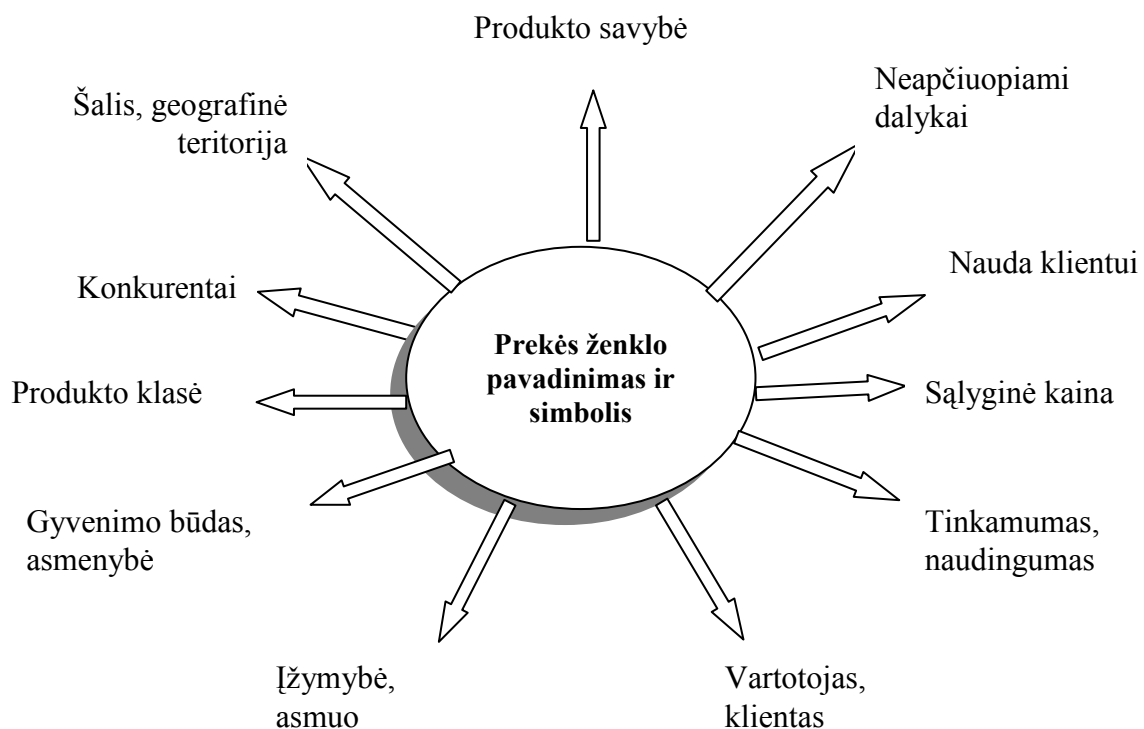 Produkto savybė
Neapčiuopiami
dalykai
Šalis, geografinė
teritorija
Nauda klientui
Konkurentai
Prekės ženklo
pavadinimas ir
simbolis
Produkto klasė
Sąlyginė kaina
Gyvenimo būdas,
asmenybė
Tinkamumas,
naudingumas
Įžymybė,
asmuo
Vartotojas,
klientas